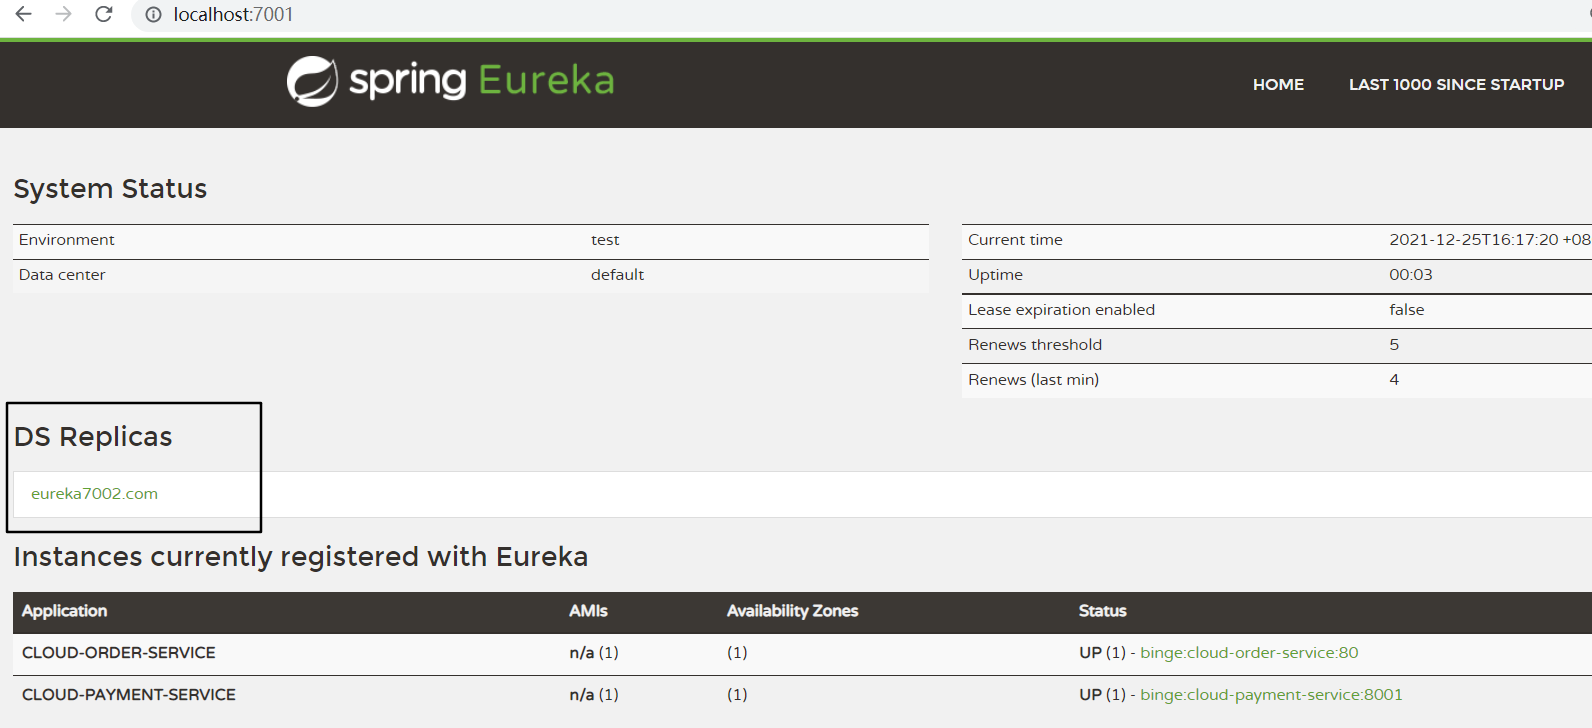 localhost:7001
spring Eureka
HOME LAST 1000 SINCE STARTUP
System Status
Environment test
Data center default
Current time 2021-12-25T16:17:20 +08
Uptime 00:03
Lease expiration enabled false
Renews threshold 5
Renews (last min) 4
DS Replicas
eureka7002.com
Instances currently registered with Eureka
Application AMIs Availability Zones Status
CLOUD-ORDER-SERVICE n/a (1) (1) UP (1) - binge:cloud-order-service:80
CLOUD-PAYMENT-SERVICE n/a (1) (1) UP (1) - binge:cloud-payment-service:8001